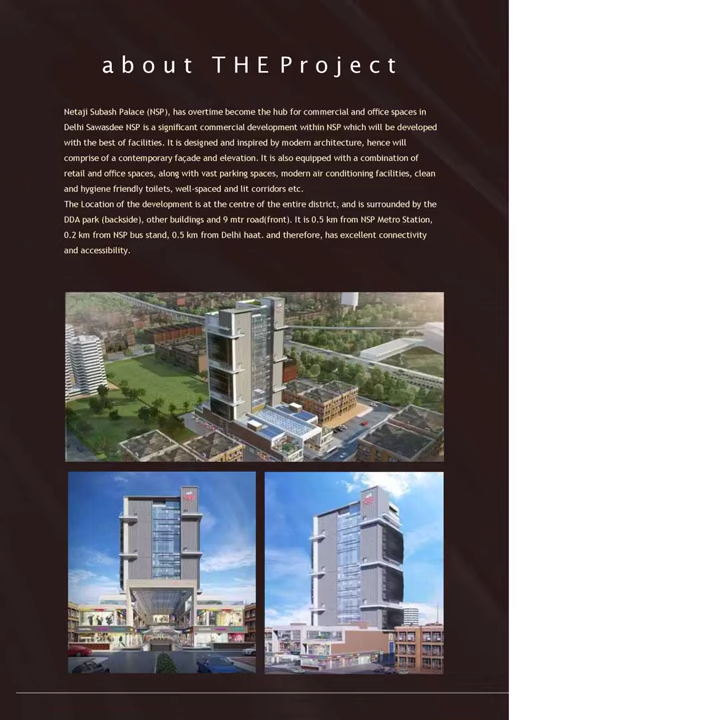 about THE Project
Netaji Subash Palace (NSP), has overtime become the hub for commercial and office spaces in
Delhi Sawasdee NSP is a significant commercial development within NSP which will be developed
with the best of facilities. It is designed and inspired by modern architecture, hence will
comprise of a contemporary façade and elevation. It is also equipped with a combination of
retail and office spaces, along with vast parking spaces, modern air conditioning facilities, clean
and hygiene friendly toilets, well-spaced and lit corridors etc.
The Location of the development is at the centre of the entire district, and is surrounded by the
DDA park (backside), other buildings and 9 mtr road(front). It is 0.5 km from NSP Metro Station,
0.2 km from NSP bus stand, 0.5 km from Delhi haat. and therefore, has excellent connectivity
and accessibility.